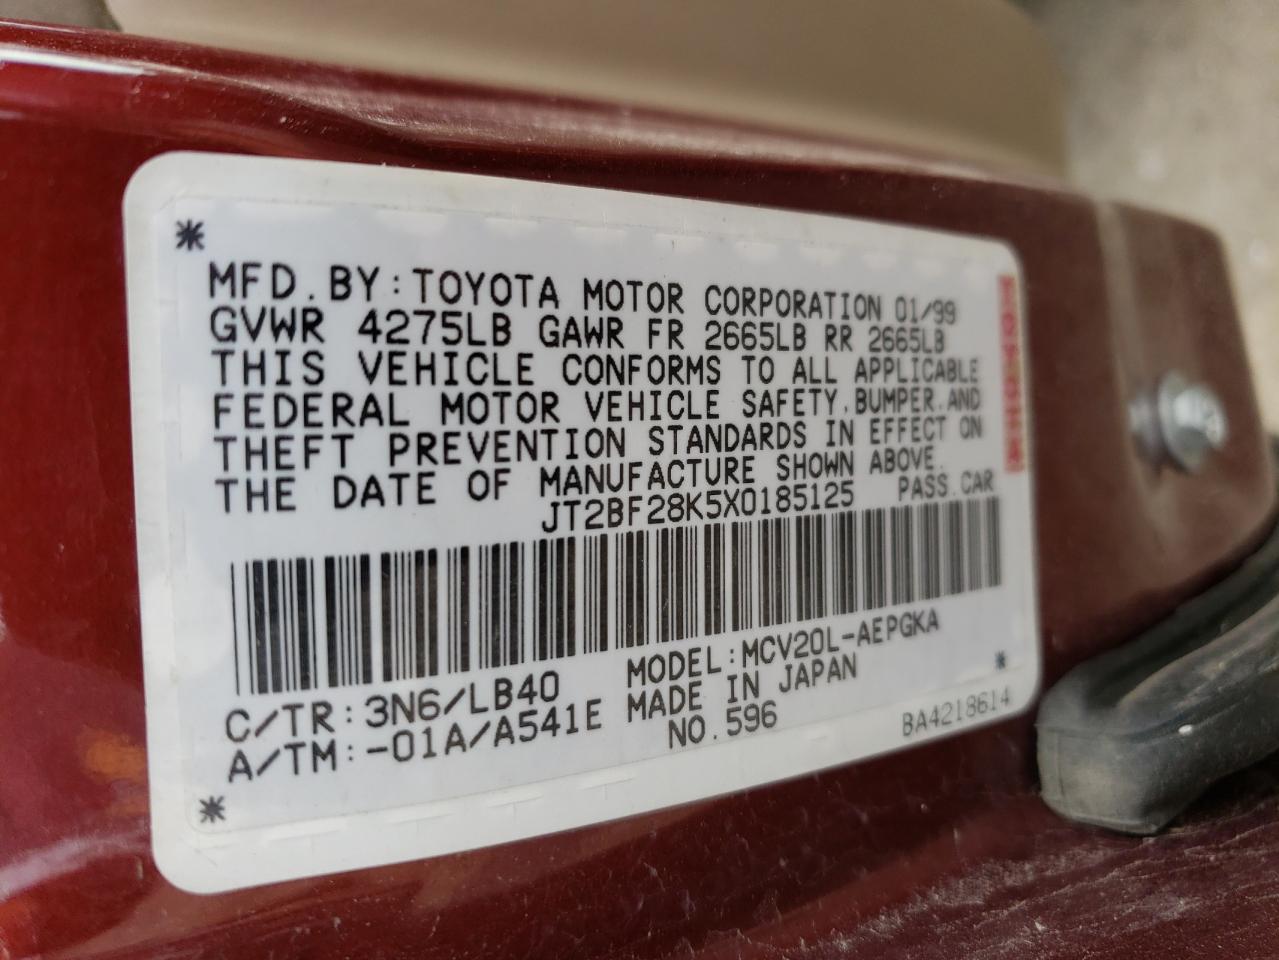 MFD.BY:TOYOTA MOTOR CORPORATION 01/99
GVWR 4275LB GAWR FR 2665LB RR 2665LB
THIS VEHICLE CONFORMS TO ALL APPLICABLE
FEDERAL MOTOR VEHICLE SAFETY,BUMPER,AND
THEFT PREVENTION STANDARDS IN EFFECT ON
THE DATE OF MANUFACTURE SHOWN ABOVE.
JT2BF28K5X0185125 PASS.CAR
C/TR:3N6/LB40 MODEL:MCV20L-AEPGKA
A/TM:-01A/A541E MADE IN JAPAN
NO.596 BA4218614